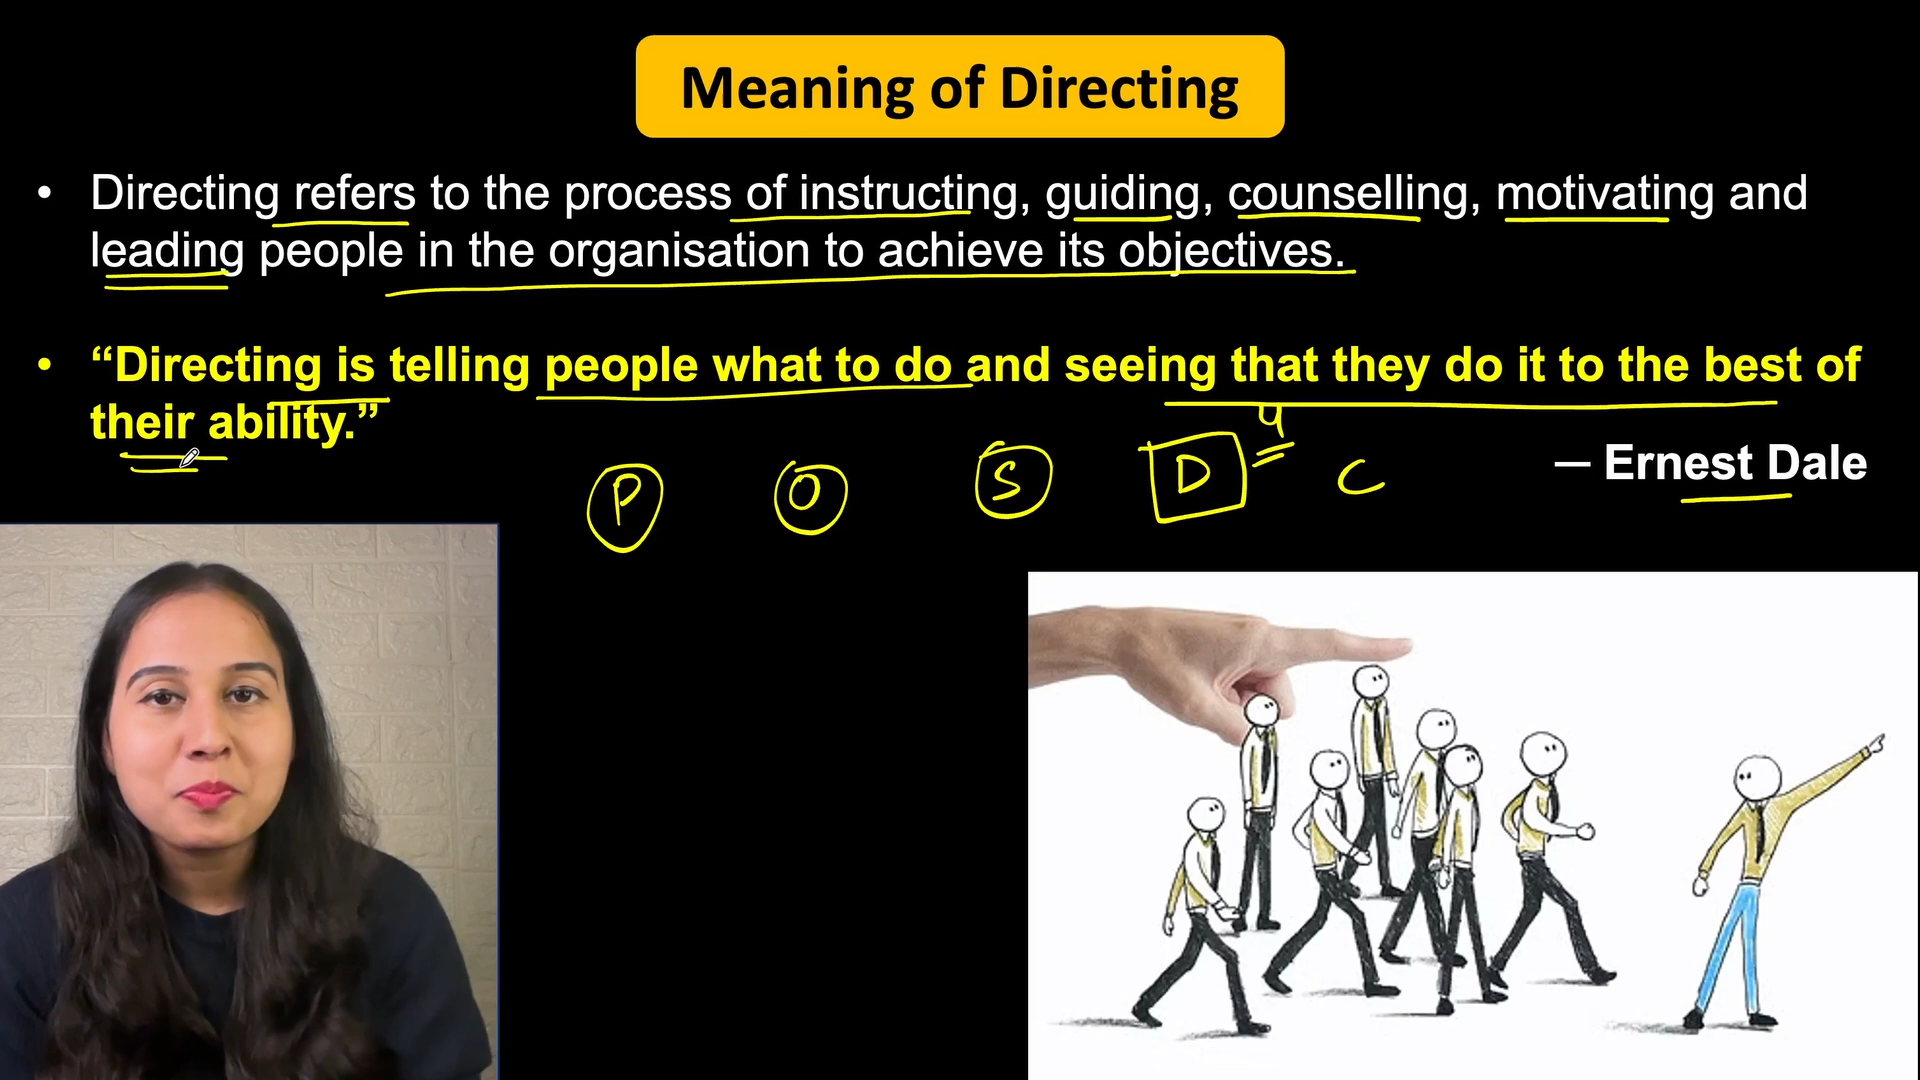 Meaning of Directing
• Directing refers to the process of instructing, guiding, counselling, motivating and
leading people in the organisation to achieve its objectives.
• “Directing is telling people what to do and seeing that they do it to the best of
their ability.”
— Ernest Dale
P O S D 4 C